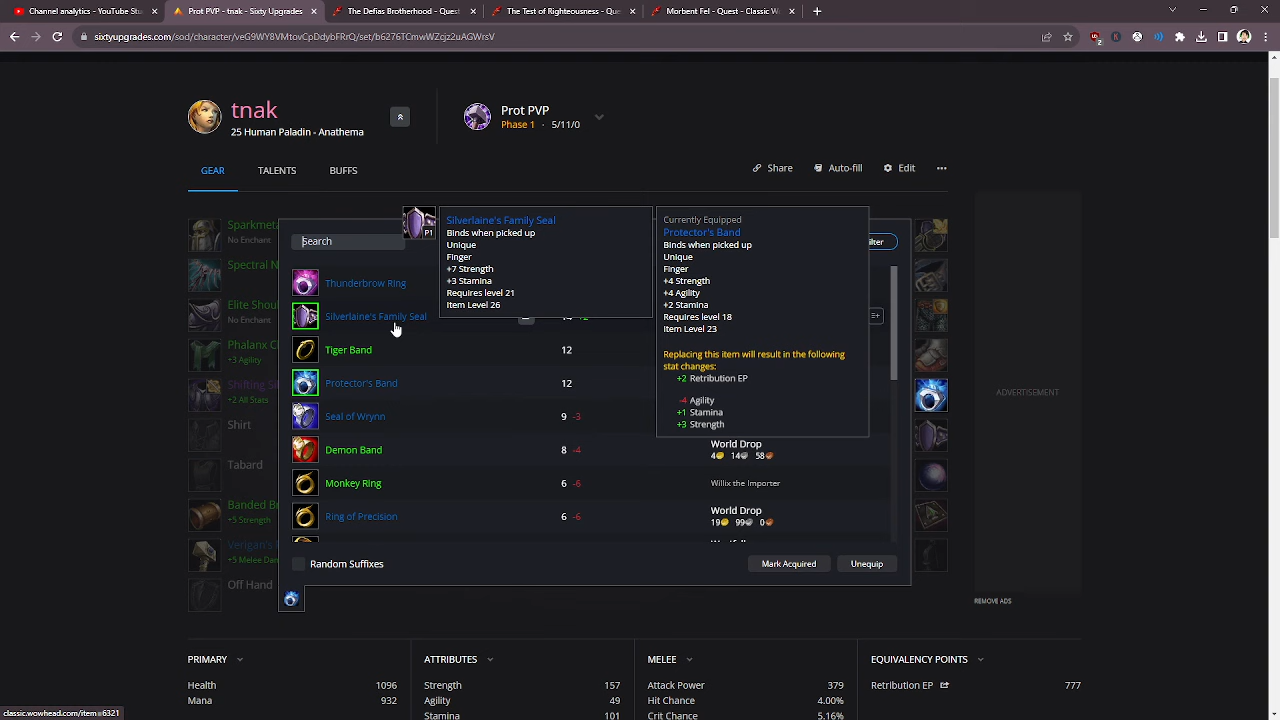 Channel analytics - YouTube Stu
Prot PVP - tnak - Sixty Upgrades
The Defias Brotherhood - Quest
The Test of Righteousness - Que
Morbent Fel - Quest - Classic W
sixtyupgrades.com/sod/character/veG9WY8VMtovCpDdybFRrQ/set/b6276TCmwWZcjz2uAGWrsV
tnak
25 Human Paladin - Anathema
Prot PVP
Phase 1 · 5/11/0
GEAR
TALENTS
BUFFS
Share
Auto-fill
Edit
Sparkmeta
No Enchant
Spectral N
No Enchant
Elite Shou
No Enchant
Phalanx C
+3 Agility
Shifting Sil
+2 All Stats
Shirt
Tabard
Banded Br
+5 Strength
Verigan's F
+5 Melee Dam
Off Hand
Search
P1
Silverlaine's Family Seal
Binds when picked up
Unique
Finger
+7 Strength
+3 Stamina
Requires level 21
Item Level 26
Currently Equipped
Protector's Band
Binds when picked up
Unique
Finger
+4 Strength
+4 Agility
+2 Stamina
Requires level 18
Item Level 23
Replacing this item will result in the following
stat changes:
+2 Retribution EP
-4 Agility
+1 Stamina
+3 Strength
Thunderbrow Ring
Silverlaine's Family Seal
Tiger Band 12
Protector's Band 12
Seal of Wrynn 9 -3
Demon Band 8 -4 World Drop
4 14 58
Monkey Ring 6 -6 Willix the Importer
Ring of Precision 6 -6 World Drop
19 99 0
Random Suffixes
Mark Acquired
Unequip
ADVERTISEMENT
REMOVE ADS
PRIMARY
Health 1096
Mana 932
ATTRIBUTES
Strength 157
Agility 49
Stamina 101
MELEE
Attack Power 379
Hit Chance 4.00%
Crit Chance 5.16%
EQUIVALENCY POINTS
Retribution EP 777
classic.wowhead.com/item=6321